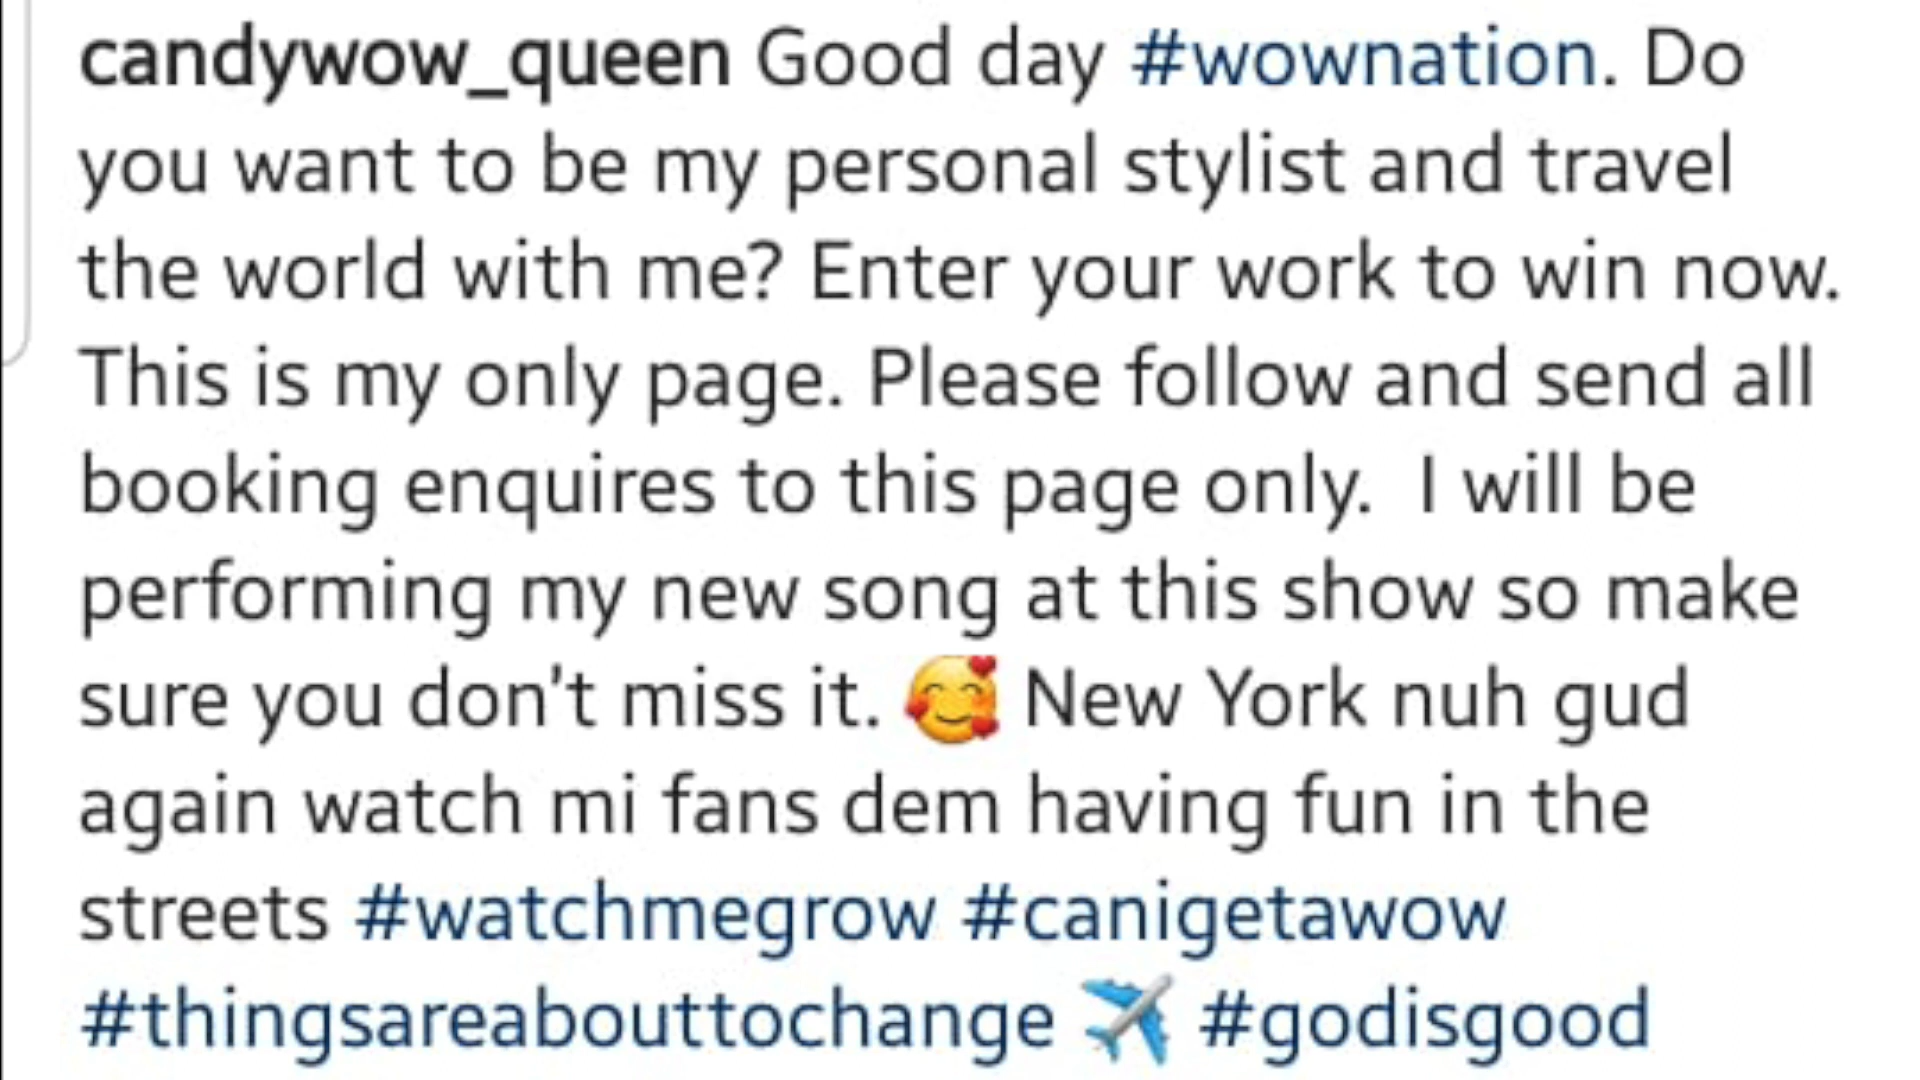 candywow_queen Good day #wownation. Do
you want to be my personal stylist and travel
the world with me? Enter your work to win now.
This is my only page. Please follow and send all
booking enquires to this page only.  I will be
performing my new song at this show so make
sure you don't miss it. 🥰 New York nuh gud
again watch mi fans dem having fun in the
streets #watchmegrow #canigetawow
#thingsareabouttochange ✈️ #godisgood